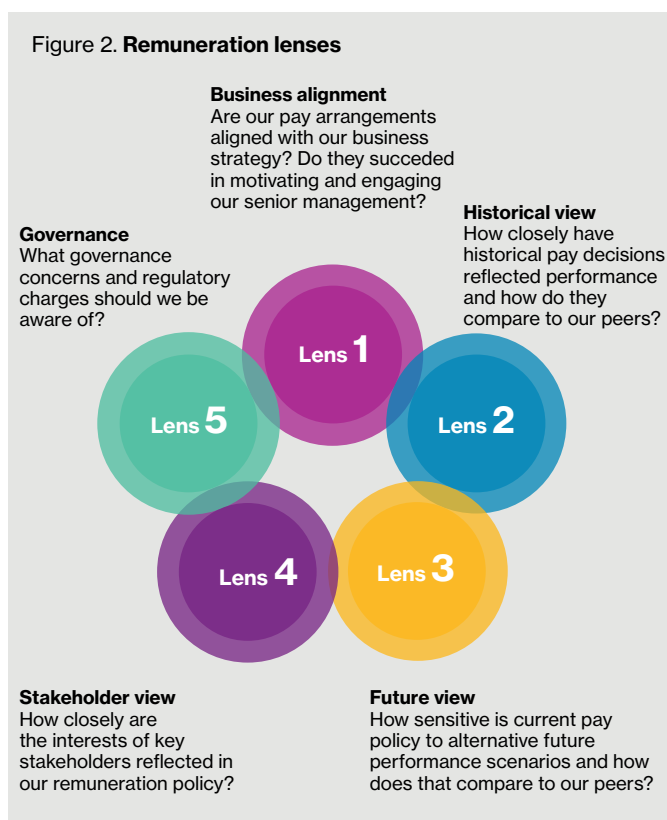 Figure 2. Remuneration lenses
Business alignment
Are our pay arrangements
aligned with our business
strategy? Do they succeded
in motivating and engaging
our senior management?
Historical view
How closely have
historical pay decisions
reflected performance
and how do they
compare to our peers?
Governance
What governance
concerns and regulatory
charges should we be
aware of?
Lens 1
Lens 2
Lens 5
Lens 4
Lens 3
Stakeholder view
How closely are
the interests of key
stakeholders reflected in
our remuneration policy?
Future view
How sensitive is current pay
policy to alternative future
performance scenarios and how
does that compare to our peers?